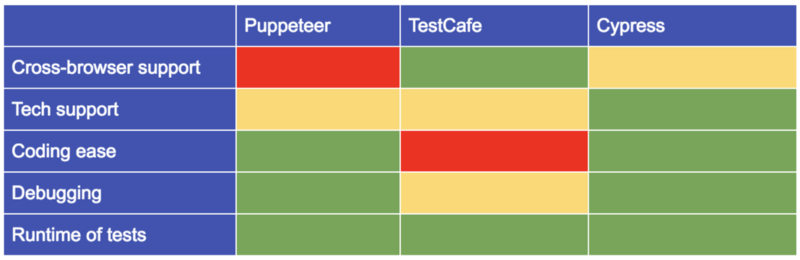 Puppeteer TestCafe Cypress
Cross-browser support
Tech support
Coding ease
Debugging
Runtime of tests